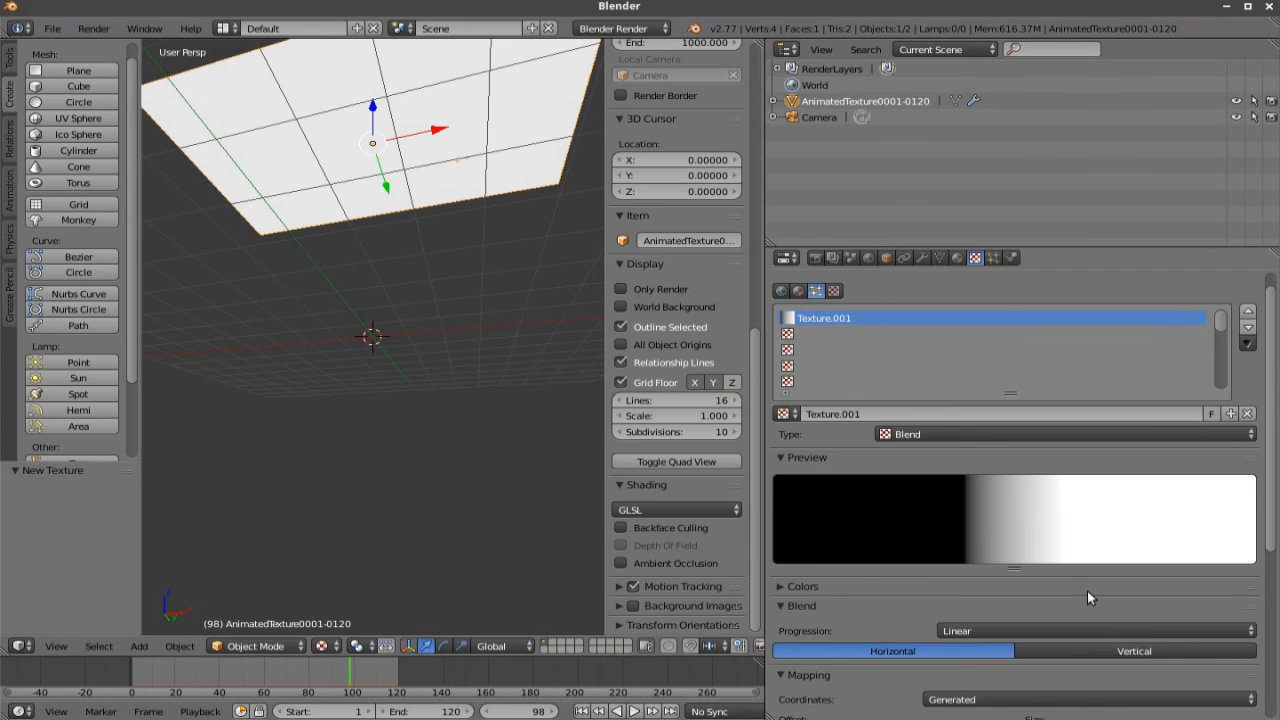 Blender
File Render Window Help Default Scene Blender Render v2.77 | Verts:4 | Faces:1 | Tris:2 | Objects:1/2 | Lamps:0/0 | Mem:616.37M | AnimatedTexture0001-0120
Tools
Create
Relations
Animation
Physics
Grease Pencil
Mesh:
Plane
Cube
Circle
UV Sphere
Ico Sphere
Cylinder
Cone
Torus
Grid
Monkey
Curve:
Bezier
Circle
Nurbs Curve
Nurbs Circle
Path
Lamp:
Point
Sun
Spot
Hemi
Area
Other:
New Texture
User Persp
(98) AnimatedTexture0001-0120
End: 1000.000
Local Camera:
Camera
Render Border
3D Cursor
Location:
X: 0.00000
Y: 0.00000
Z: 0.00000
Item
AnimatedTexture0...
Display
Only Render
World Background
Outline Selected
All Object Origins
Relationship Lines
Grid Floor X Y Z
Lines: 16
Scale: 1.000
Subdivisions: 10
Toggle Quad View
Shading
GLSL
Backface Culling
Depth Of Field
Ambient Occlusion
Motion Tracking
Background Images
Transform Orientations
View Select Add Object Object Mode Global
-40 -20 0 20 40 60 80 100 120 140 160 180 200 220 240 260
View Marker Frame Playback Start: 1 End: 120 98 No Sync
View Search Current Scene
RenderLayers
World
AnimatedTexture0001-0120
Camera
Texture.001
Texture.001 F
Type: Blend
Preview
Colors
Blend
Progression: Linear
Horizontal Vertical
Mapping
Coordinates: Generated
Offset: Size: